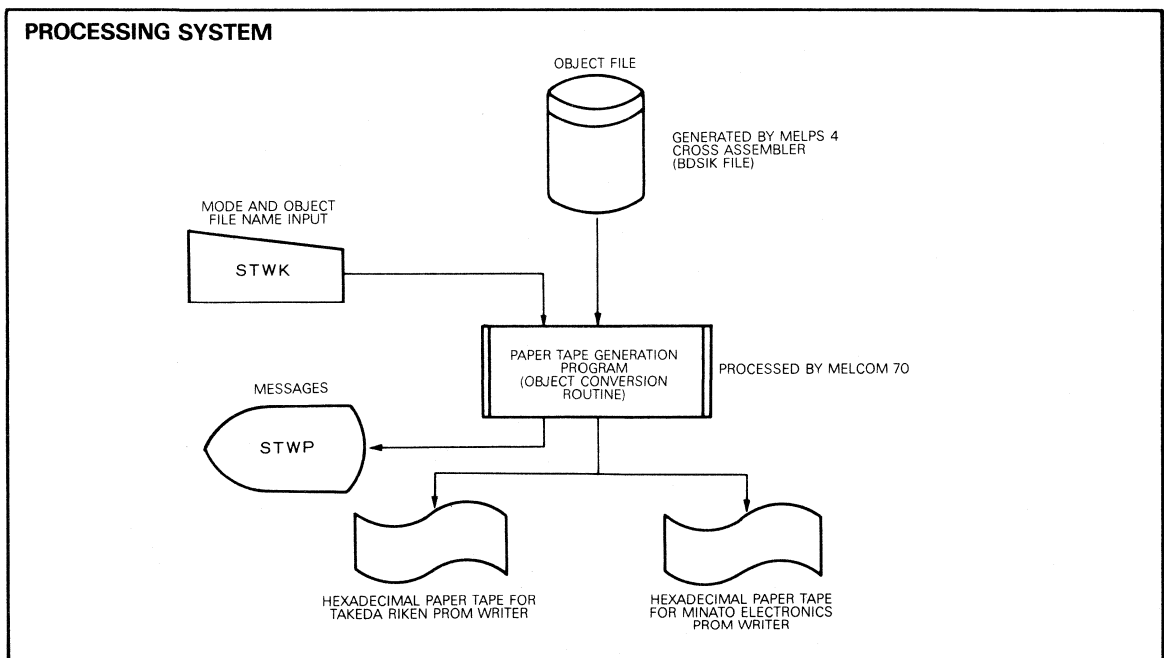 PROCESSING SYSTEM
OBJECT FILE
GENERATED BY MELPS 4
CROSS ASSEMBLER
(BDSIK FILE)
MODE AND OBJECT
FILE NAME INPUT
STWK
PAPER TAPE GENERATION
PROGRAM
(OBJECT CONVERSION
ROUTINE)
PROCESSED BY MELCOM 70
MESSAGES
STWP
HEXADECIMAL PAPER TAPE FOR
TAKEDA RIKEN PROM WRITER
HEXADECIMAL PAPER TAPE
FOR MINATO ELECTRONICS
PROM WRITER